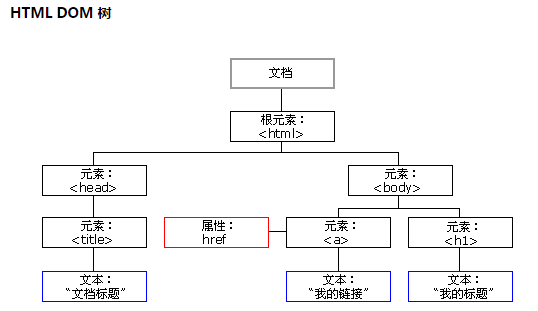 HTML DOM 树
文档
根元素：
<html>
元素：
<head>
元素：
<body>
元素：
<title>
属性：
href
元素：
<a>
元素：
<h1>
文本：
“文档标题”
文本：
“我的链接”
文本：
“我的标题”